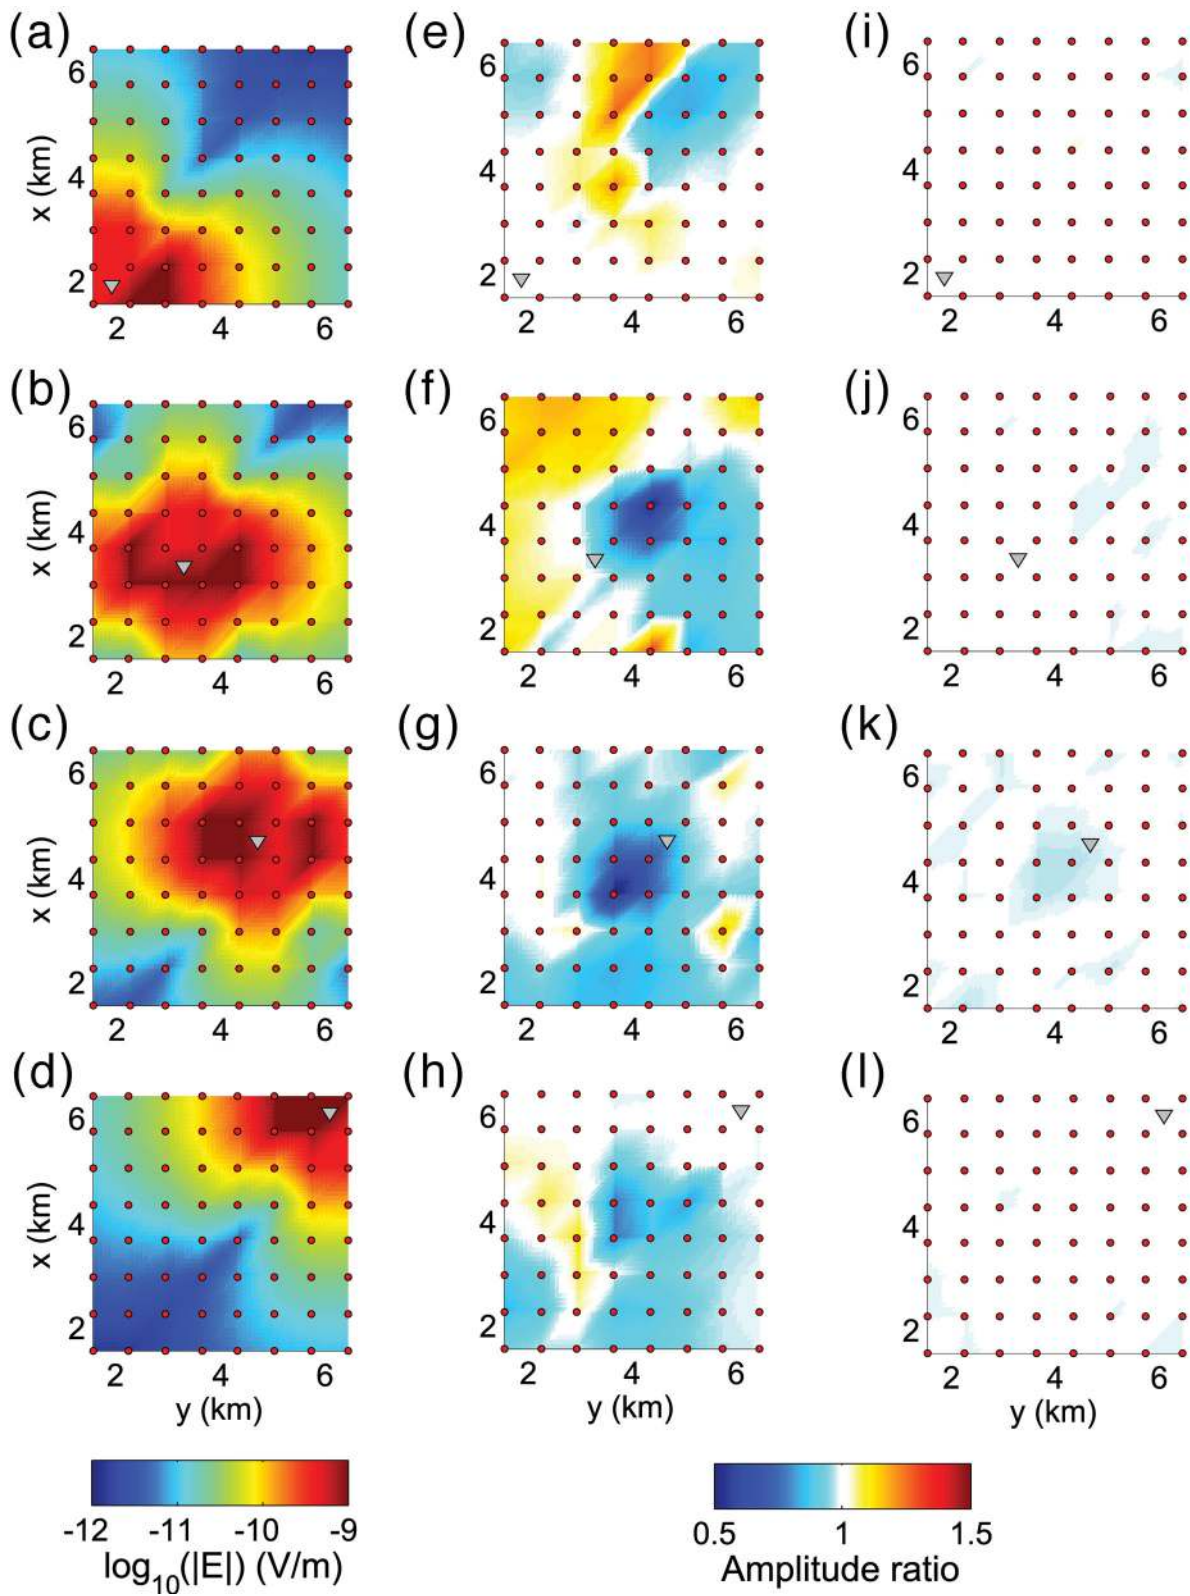 (a) (e) (i)
6 6 6
x (km)
4 4 4
2 2 2
2 4 6 2 4 6 2 4 6
(b) (f) (j)
6 6 6
x (km)
4 4 4
2 2 2
2 4 6 2 4 6 2 4 6
(c) (g) (k)
6 6 6
x (km)
4 4 4
2 2 2
2 4 6 2 4 6 2 4 6
(d) (h) (l)
6 6 6
x (km)
4 4 4
2 2 2
2 4 6 2 4 6 2 4 6
y (km) y (km) y (km)
-12 -11 -10 -9 0.5 1 1.5
log10(|E|) (V/m) Amplitude ratio